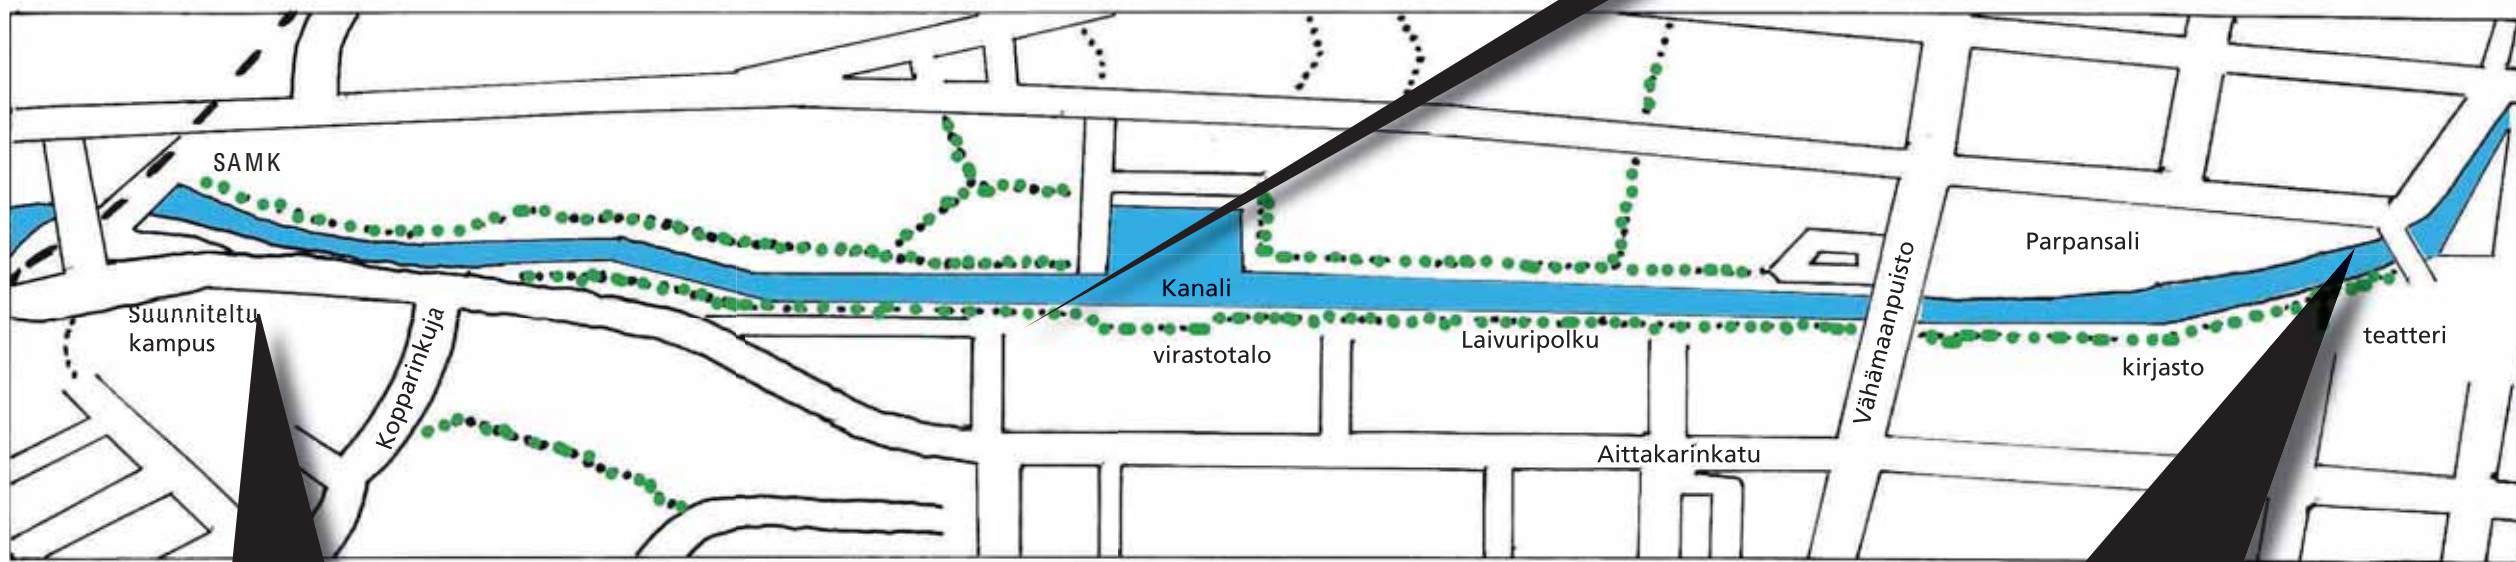 SAMK
Suunniteltu
kampus
Kopparinkuja
Kanali
virastotalo
Laivuripolku
Aittakarinkatu
Vähämaanpuisto
Parpansali
kirjasto
teatteri